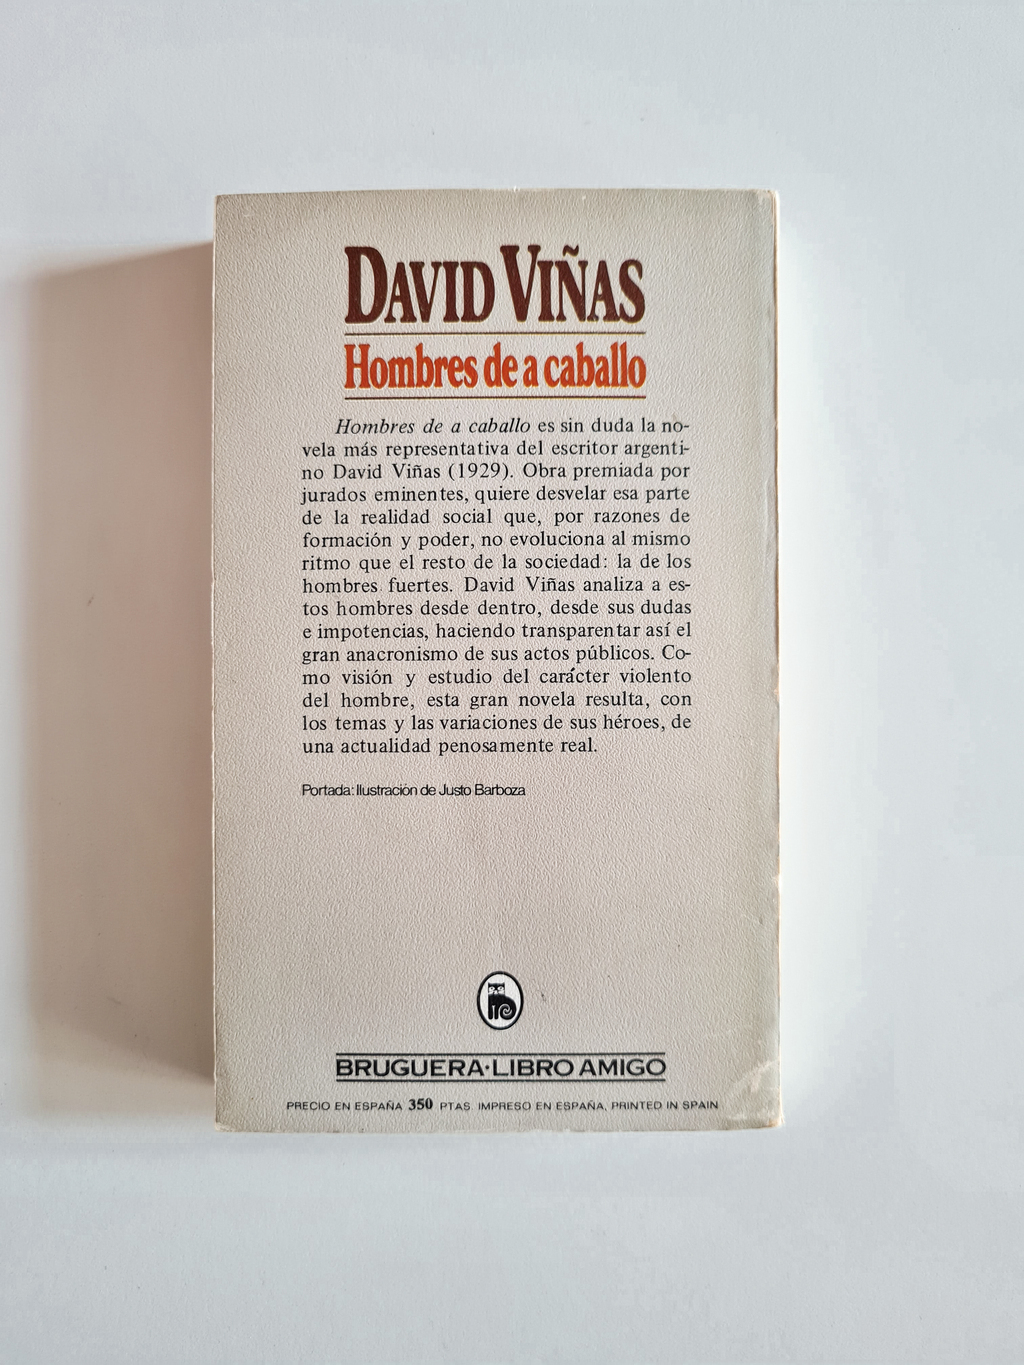 DAVID VIÑAS
Hombres de a caballo
Hombres de a caballo es sin duda la no-
vela más representativa del escritor argenti-
no David Viñas (1929). Obra premiada por
jurados eminentes, quiere desvelar esa parte
de la realidad social que, por razones de
formación y poder, no evoluciona al mismo
ritmo que el resto de la sociedad: la de los
hombres fuertes. David Viñas analiza a es-
tos hombres desde dentro, desde sus dudas
e impotencias, haciendo transparentar así el
gran anacronismo de sus actos públicos. Co-
mo visión y estudio del carácter violento
del hombre, esta gran novela resulta, con
los temas y las variaciones de sus héroes, de
una actualidad penosamente real.
Portada: Ilustración de Justo Barboza
BRUGUERA·LIBRO AMIGO
PRECIO EN ESPAÑA 350 PTAS. IMPRESO EN ESPAÑA, PRINTED IN SPAIN